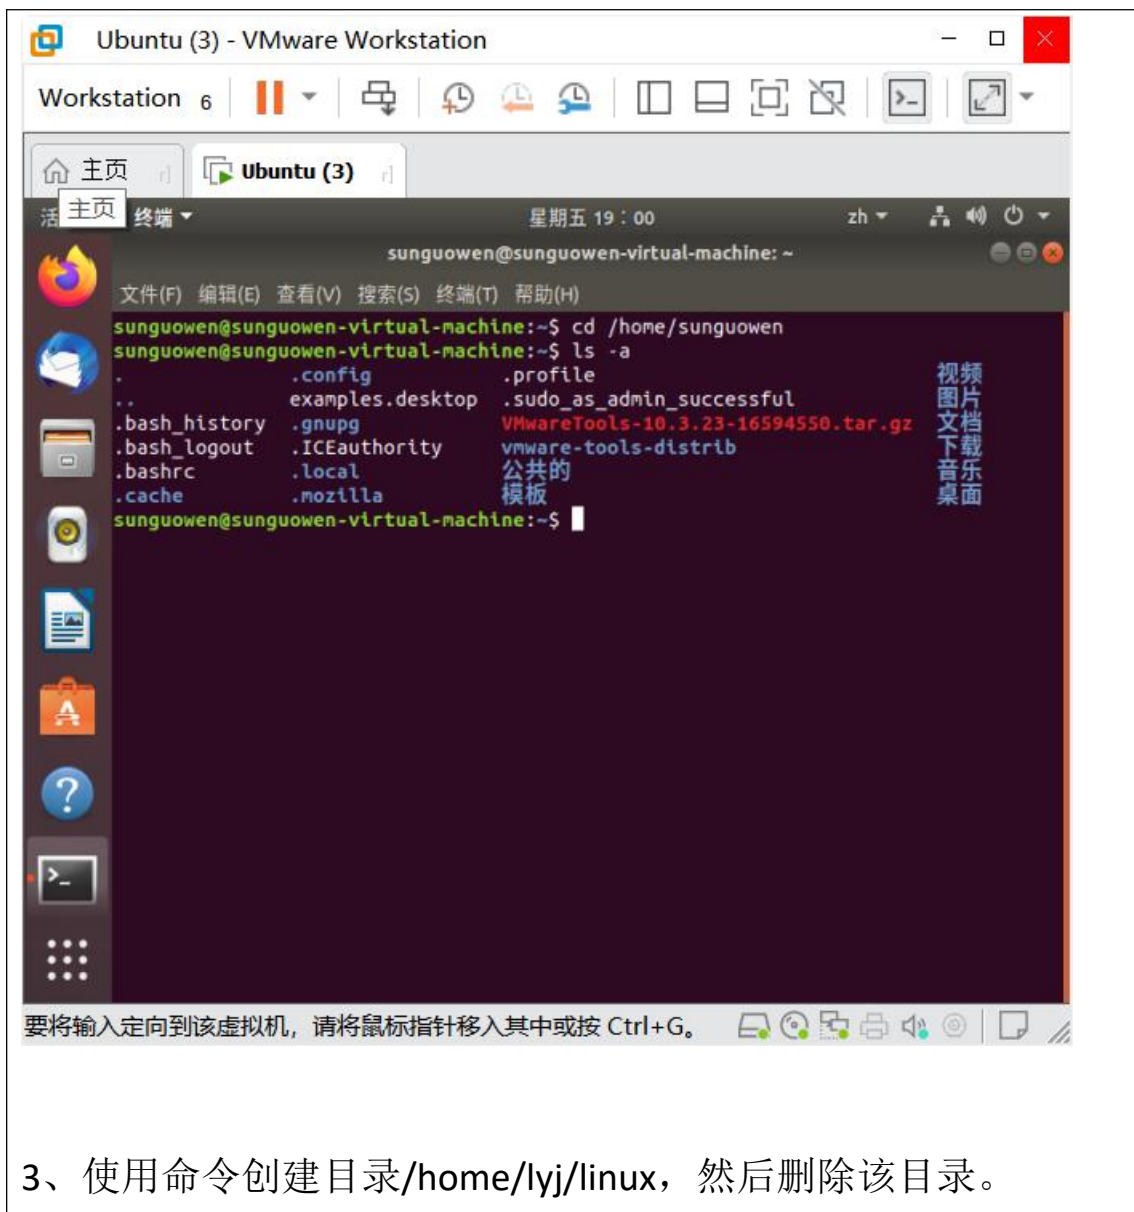 Ubuntu (3) - VMware Workstation
Workstation 6
主页 Ubuntu (3)
主页
活 终端 星期五 19：00 zh
sunguowen@sunguowen-virtual-machine: ~
文件(F) 编辑(E) 查看(V) 搜索(S) 终端(T) 帮助(H)
sunguowen@sunguowen-virtual-machine:~$ cd /home/sunguowen
sunguowen@sunguowen-virtual-machine:~$ ls -a
. .config .profile 视频
.. examples.desktop .sudo_as_admin_successful 图片
.bash_history .gnupg VMwareTools-10.3.23-16594550.tar.gz 文档
.bash_logout .ICEauthority vmware-tools-distrib 下载
.bashrc .local 公共的 音乐
.cache .mozilla 模板 桌面
sunguowen@sunguowen-virtual-machine:~$
要将输入定向到该虚拟机，请将鼠标指针移入其中或按 Ctrl+G。
3、使用命令创建目录/home/lyj/linux，然后删除该目录。